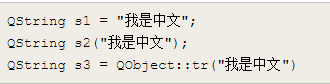 QString s1 = "我是中文";
QString s2("我是中文");
QString s3 = QObject::tr("我是中文")